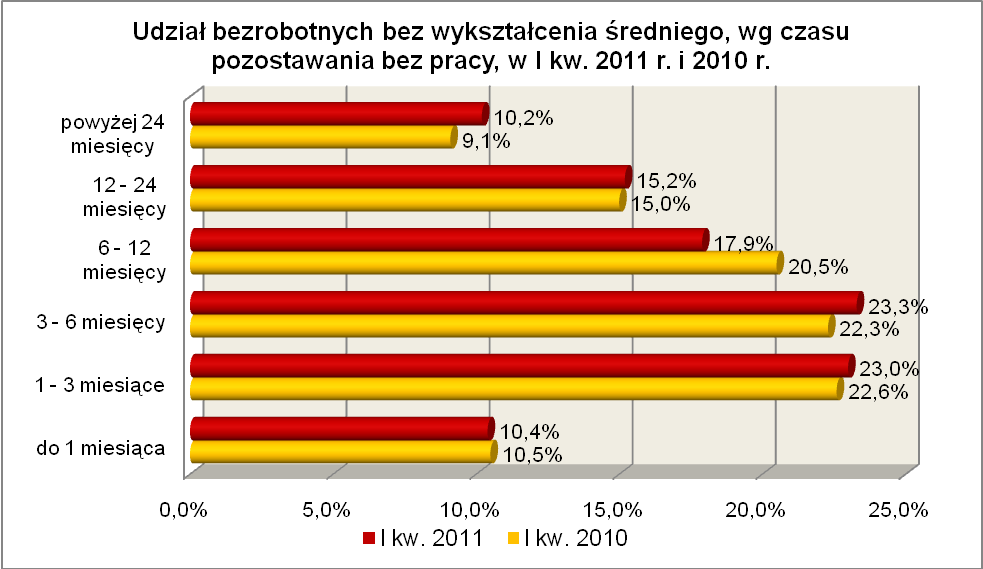 Udział bezrobotnych bez wykształcenia średniego, wg czasu
pozostawania bez pracy, w I kw. 2011 r. i 2010 r.
powyżej 24
miesięcy
10,2%
9,1%
12 - 24
miesięcy
15,2%
15,0%
6 - 12
miesięcy
17,9%
20,5%
3 - 6 miesięcy
23,3%
22,3%
1 - 3 miesiące
23,0%
22,6%
do 1 miesiąca
10,4%
10,5%
0,0% 5,0% 10,0% 15,0% 20,0% 25,0%
I kw. 2011 I kw. 2010